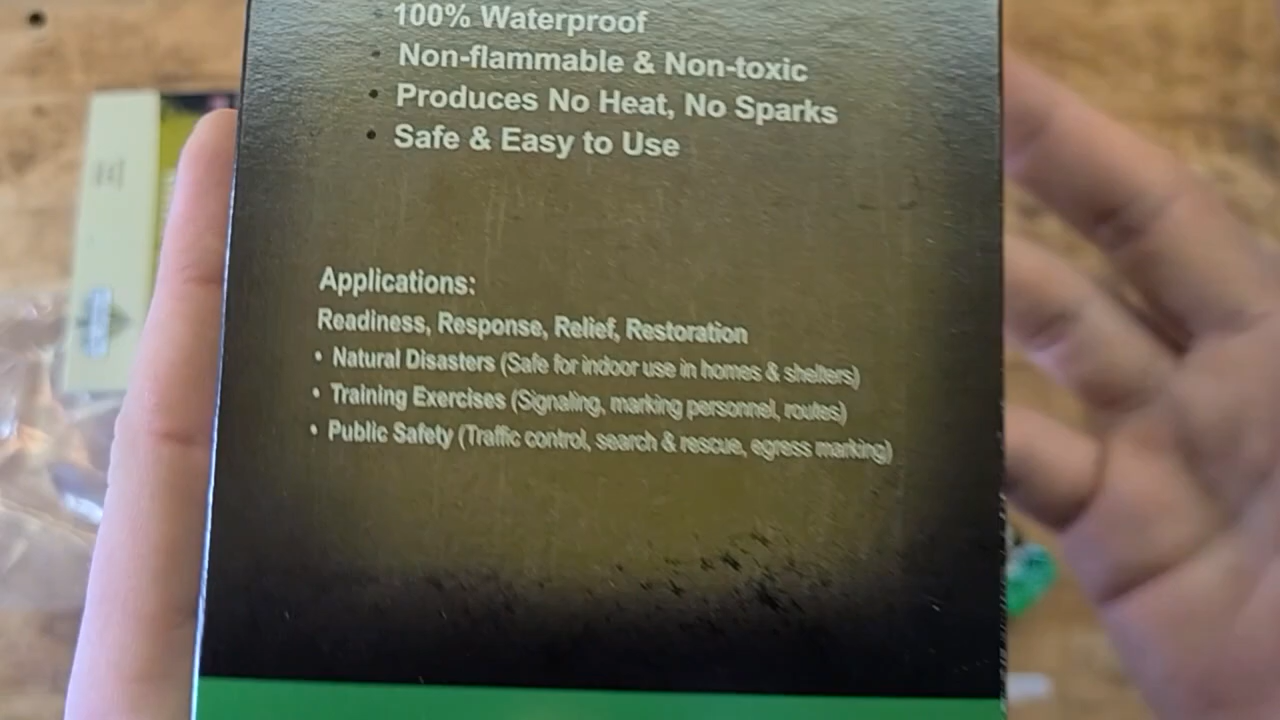 • 100% Waterproof
• Non-flammable & Non-toxic
• Produces No Heat, No Sparks
• Safe & Easy to Use
Applications:
Readiness, Response, Relief, Restoration
• Natural Disasters (Safe for indoor use in homes & shelters)
• Training Exercises (Signaling, marking personnel, routes)
• Public Safety (Traffic control, search & rescue, egress marking)